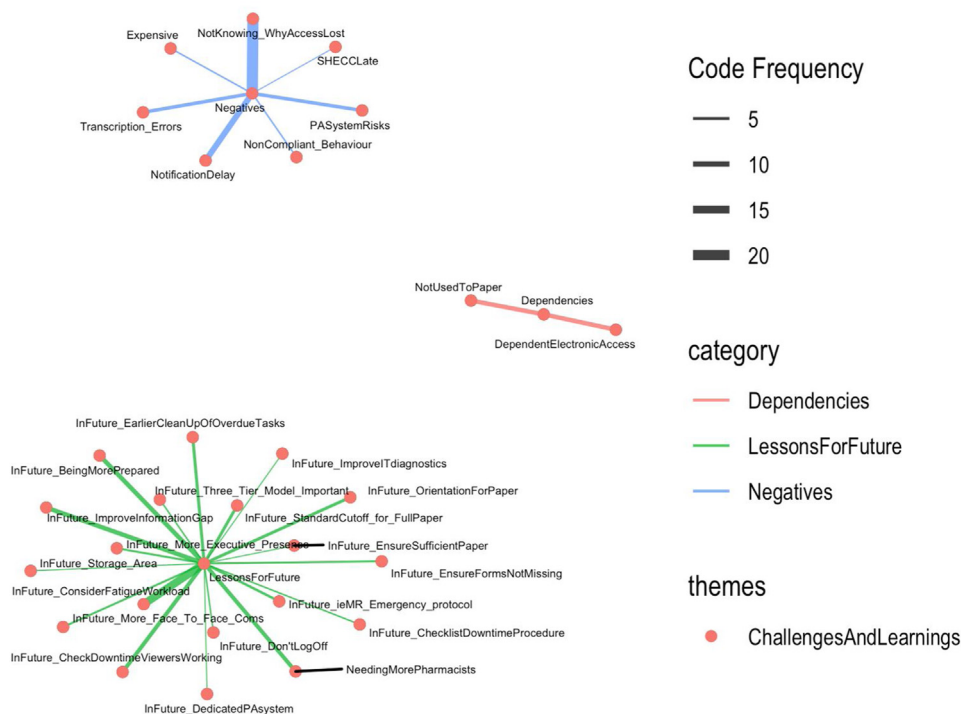 NotKnowing_WhyAccessLost
Expensive
SHECCLate
Negatives
Transcription_Errors
PASystemRisks
NonCompliant_Behaviour
NotificationDelay
NotUsedToPaper
Dependencies
DependentElectronicAccess
InFuture_EarlierCleanUpOfOverdueTasks
InFuture_BeingMorePrepared
InFuture_ImproveITdiagnostics
InFuture_Three_Tier_Model_Important
InFuture_OrientationForPaper
InFuture_ImproveInformationGap
InFuture_StandardCutoff_for_FullPaper
InFuture_More_Executive_Presence
InFuture_EnsureSufficientPaper
InFuture_Storage_Area
LessonsForFuture
InFuture_EnsureFormsNotMissing
InFuture_ConsiderFatigueWorkload
InFuture_ieMR_Emergency_protocol
InFuture_More_Face_To_Face_Coms
InFuture_ChecklistDowntimeProcedure
InFuture_Don'tLogOff
InFuture_CheckDowntimeViewersWorking
NeedingMorePharmacists
InFuture_DedicatedPAsystem
Code Frequency
5
10
15
20
category
Dependencies
LessonsForFuture
Negatives
themes
ChallengesAndLearnings